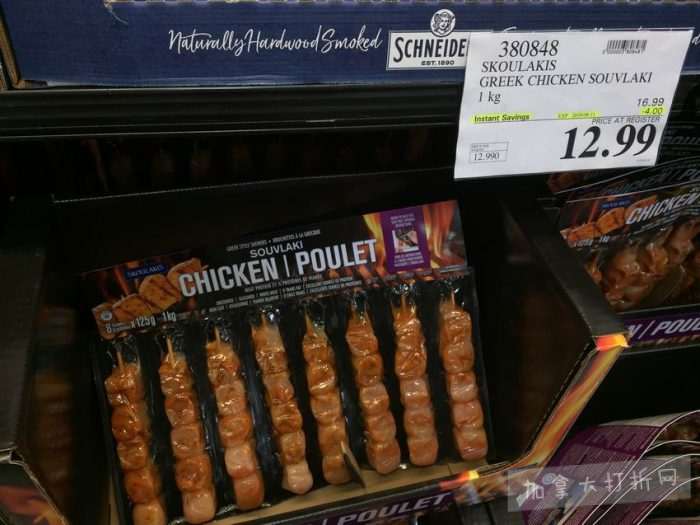 Naturally Hardwood Smoked
SCHNEIDE
EST. 1890
380848
SKOULAKIS
GREEK CHICKEN SOUVLAKI
1 kg
16.99
-4.00
Instant Savings
PRICE AT REGISTER
12.99
12.990
SKOULAKIS
SOUVLAKI
CHICKEN | POULET
8 x 125g - 1kg
CHICKEN
POULET
加拿大打折网